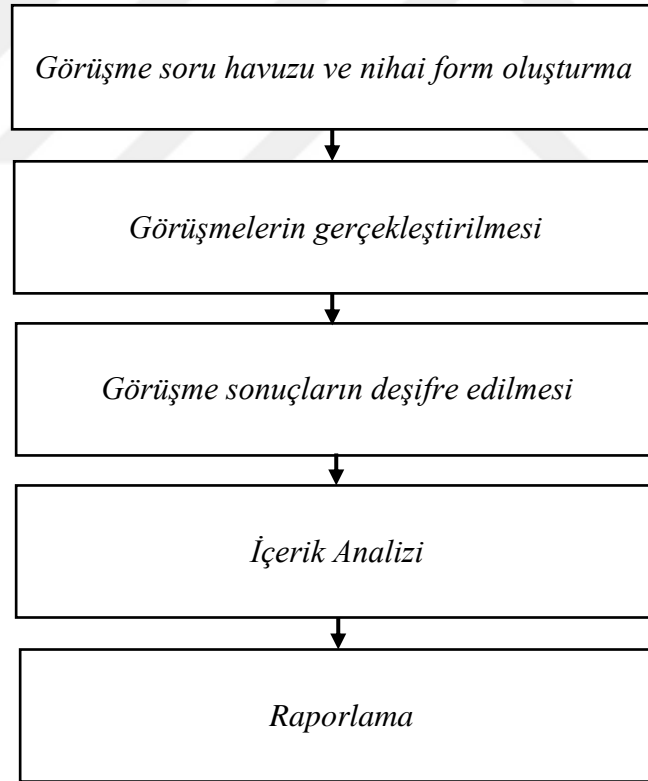 Görüşme soru havuzu ve nihai form oluşturma
Görüşmelerin gerçekleştirilmesi
Görüşme sonuçların deşifre edilmesi
İçerik Analizi
Raporlama